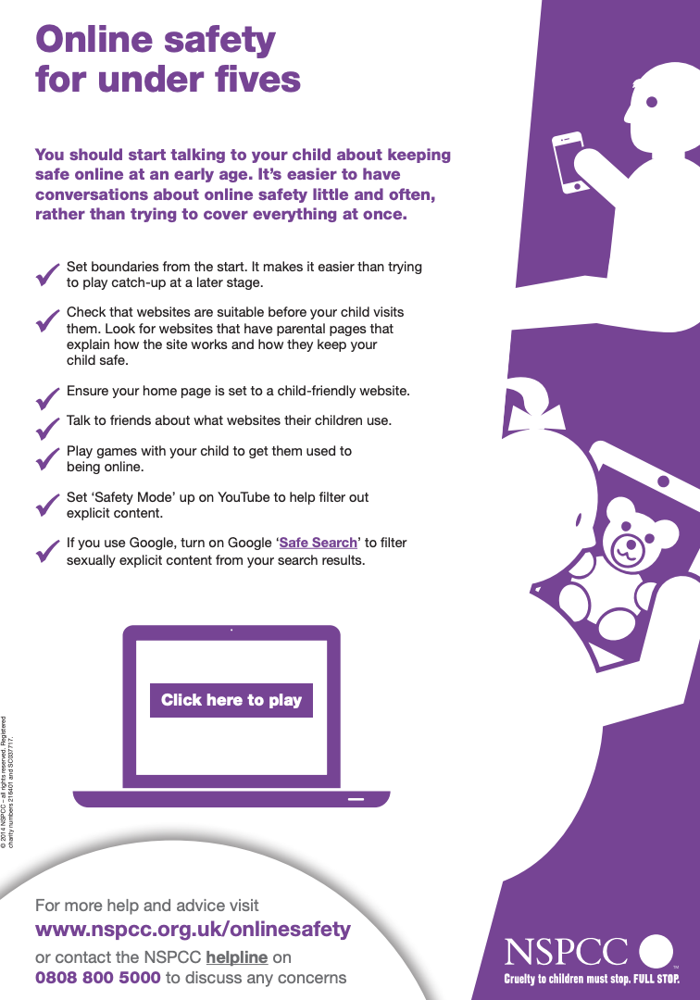 Online safety
for under fives
You should start talking to your child about keeping
safe online at an early age. It’s easier to have
conversations about online safety little and often,
rather than trying to cover everything at once.
Set boundaries from the start. It makes it easier than trying
to play catch-up at a later stage.
Check that websites are suitable before your child visits
them. Look for websites that have parental pages that
explain how the site works and how they keep your
child safe.
Ensure your home page is set to a child-friendly website.
Talk to friends about what websites their children use.
Play games with your child to get them used to
being online.
Set ‘Safety Mode’ up on YouTube to help filter out
explicit content.
If you use Google, turn on Google ‘Safe Search’ to filter
sexually explicit content from your search results.
Click here to play
© 2014 NSPCC – all rights reserved. Registered
charity numbers 216401 and SC037717.
For more help and advice visit
www.nspcc.org.uk/onlinesafety
or contact the NSPCC helpline on
0808 800 5000 to discuss any concerns
NSPCC
TM
Cruelty to children must stop. FULL STOP.